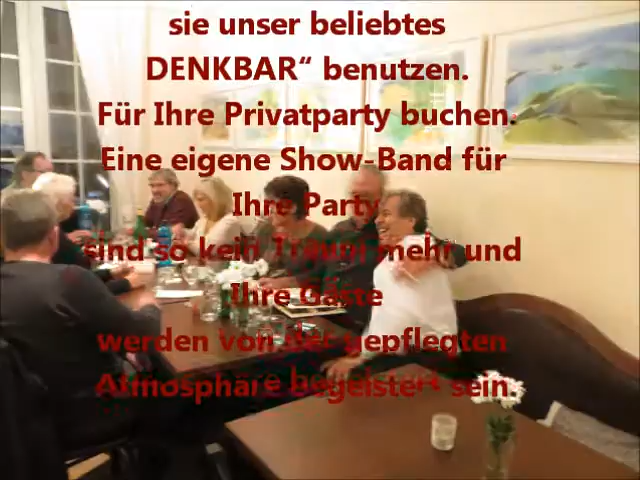 sie unser beliebtes
DENKBAR“ benutzen.
Für Ihre Privatparty buchen.
Eine eigene Show-Band für
Ihre Party
sind so kein Traum mehr und
Ihre Gäste
werden von der gepflegten
Atmosphäre begeistert sein.